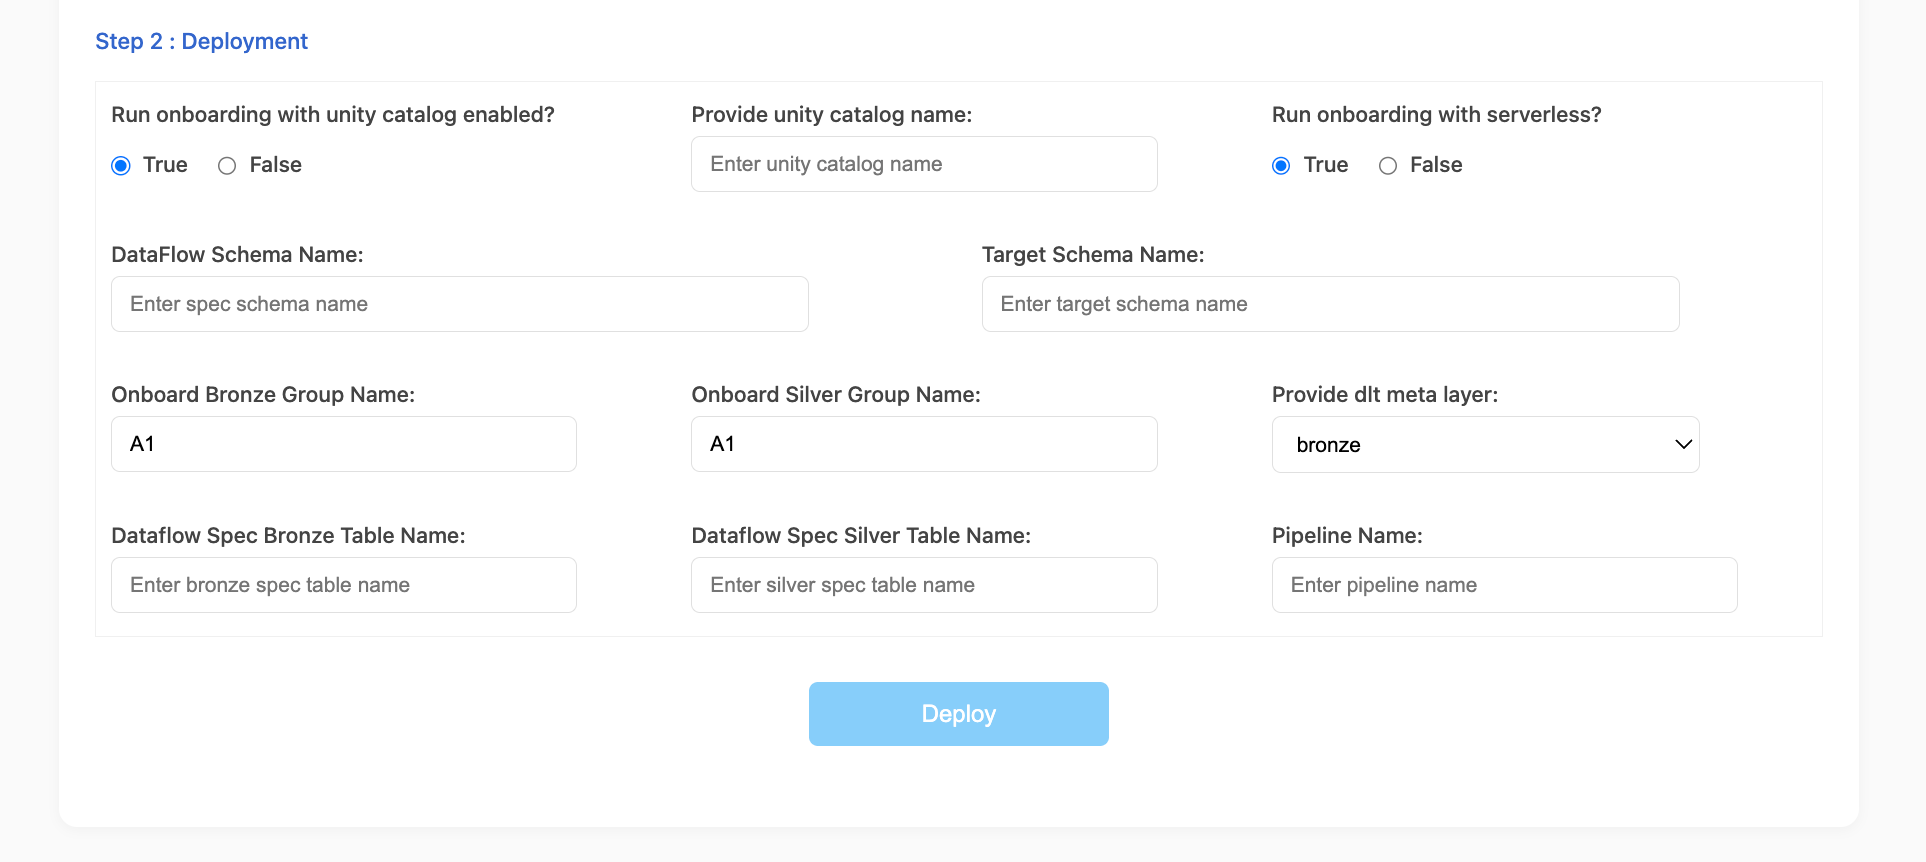 Step 2 : Deployment
Run onboarding with unity catalog enabled?
True
False
Provide unity catalog name:
Enter unity catalog name
Run onboarding with serverless?
True
False
DataFlow Schema Name:
Enter spec schema name
Target Schema Name:
Enter target schema name
Onboard Bronze Group Name:
A1
Onboard Silver Group Name:
A1
Provide dlt meta layer:
bronze
Dataflow Spec Bronze Table Name:
Enter bronze spec table name
Dataflow Spec Silver Table Name:
Enter silver spec table name
Pipeline Name:
Enter pipeline name
Deploy